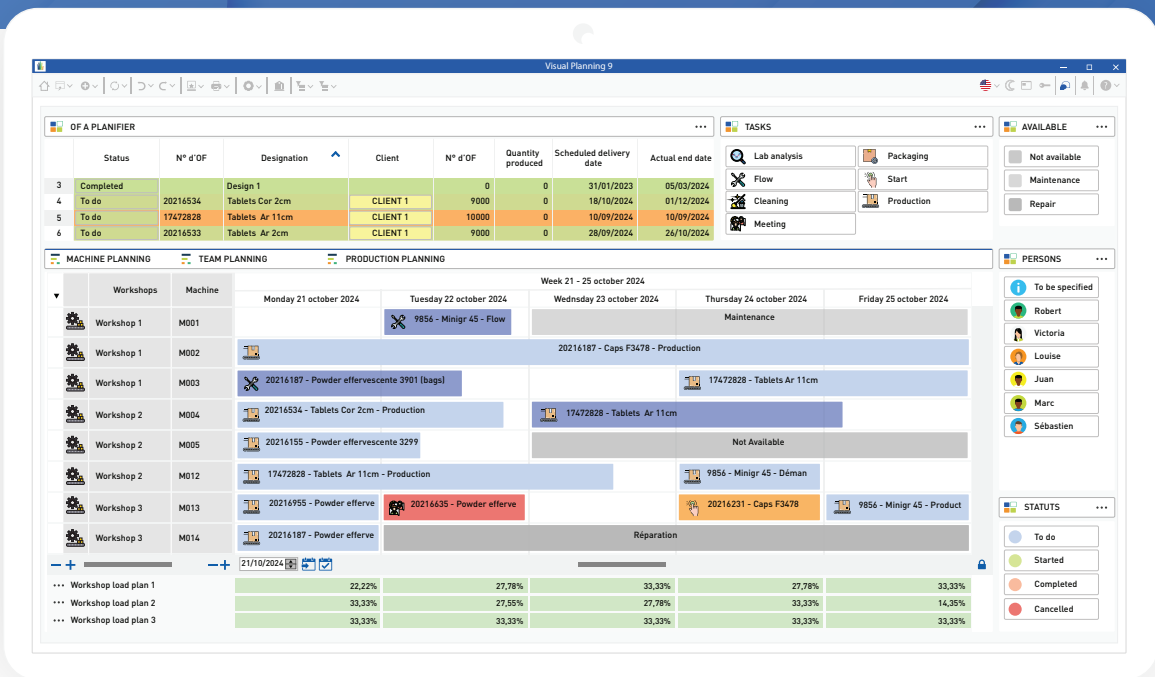 Visual Planning 9
OF A PLANIFIER
Status N° d'OF Designation Client N° d'OF Quantity produced Scheduled delivery date Actual end date
3 Completed Design 1 0 0 31/01/2023 05/03/2024
4 To do 20216534 Tablets Cor 2cm CLIENT 1 9000 0 18/10/2024 01/12/2024
5 To do 17472828 Tablets Ar 11cm CLIENT 1 10000 0 10/09/2024 10/09/2024
6 To do 20216533 Tablets Ar 2cm CLIENT 1 9000 0 28/09/2024 26/10/2024
TASKS
Lab analysis Packaging
Flow Start
Cleaning Production
Meeting
AVAILABLE
Not available
Maintenance
Repair
MACHINE PLANNING TEAM PLANNING PRODUCTION PLANNING
Workshops Machine
Week 21 - 25 october 2024
Monday 21 october 2024 Tuesday 22 october 2024 Wednsday 23 october 2024 Thursday 24 october 2024 Friday 25 october 2024
Workshop 1 M001 9856 - Minigr 45 - Flow Maintenance
Workshop 1 M002 20216187 - Caps F3478 - Production
Workshop 1 M003 20216187 - Powder effervescente 3901 (bags) 17472828 - Tablets Ar 11cm
Workshop 2 M004 20216534 - Tablets Cor 2cm - Production 17472828 - Tablets Ar 11cm
Workshop 2 M005 20216155 - Powder effervescente 3299 Not Available
Workshop 2 M012 17472828 - Tablets Ar 11cm - Production 9856 - Minigr 45 - Déman
Workshop 3 M013 20216955 - Powder efferve 20216635 - Powder efferve 20216231 - Caps F3478 9856 - Minigr 45 - Product
Workshop 3 M014 20216187 - Powder efferve Réparation
21/10/2024
Workshop load plan 1 22,22% 27,78% 33,33% 27,78% 33,33%
Workshop load plan 2 33,33% 27,55% 27,78% 33,33% 14,35%
Workshop load plan 3 33,33% 33,33% 33,33% 33,33% 33,33%
PERSONS
To be specified
Robert
Victoria
Louise
Juan
Marc
Sébastien
STATUTS
To do
Started
Completed
Cancelled